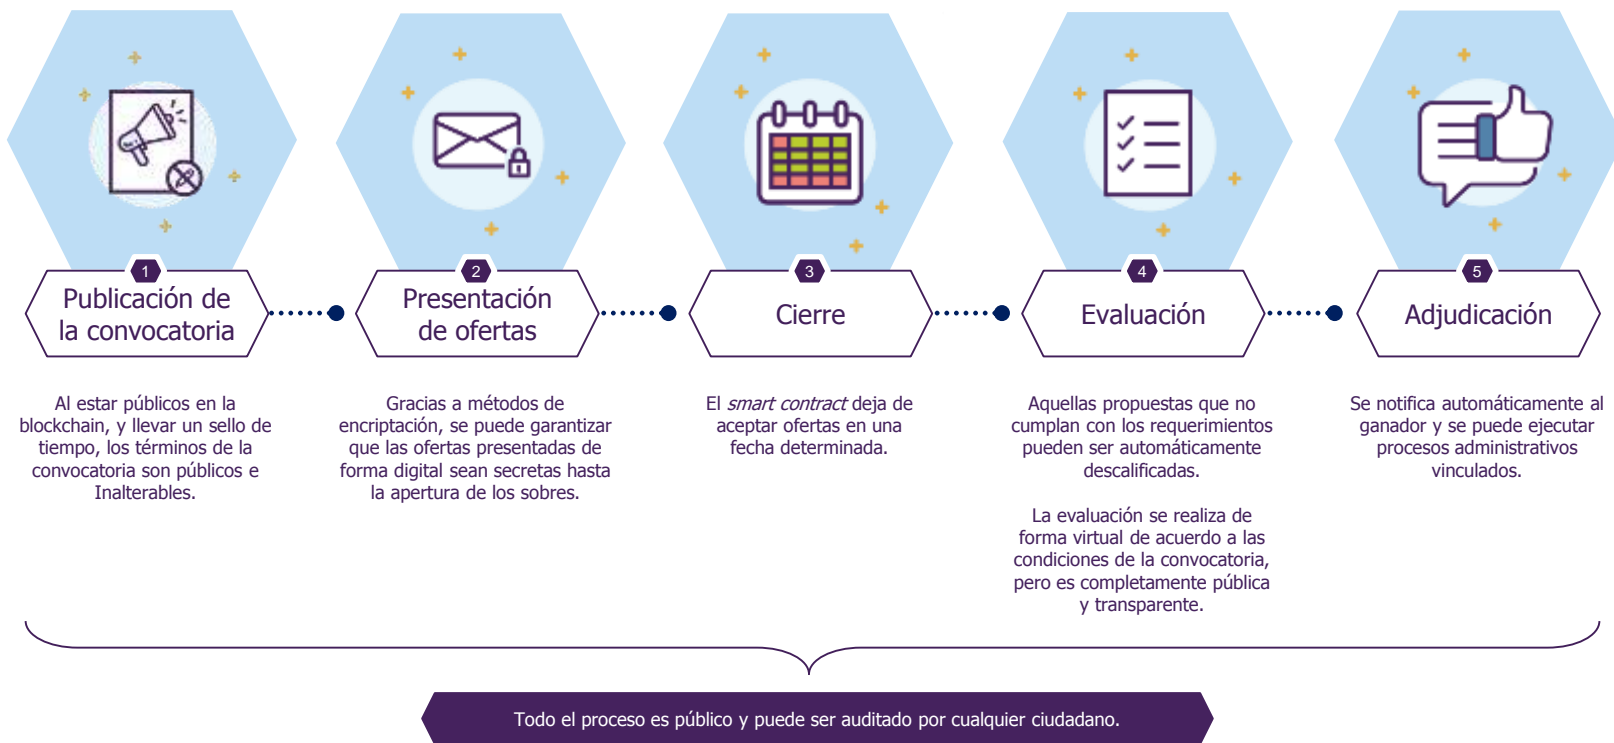 1
Publicación de
la convocatoria
Al estar públicos en la
blockchain, y llevar un sello de
tiempo, los términos de la
convocatoria son públicos e
Inalterables.
2
Presentación
de ofertas
Gracias a métodos de
encriptación, se puede garantizar
que las ofertas presentadas de
forma digital sean secretas hasta
la apertura de los sobres.
3
Cierre
El smart contract deja de
aceptar ofertas en una
fecha determinada.
4
Evaluación
Aquellas propuestas que no
cumplan con los requerimientos
pueden ser automáticamente
descalificadas.
La evaluación se realiza de
forma virtual de acuerdo a las
condiciones de la convocatoria,
pero es completamente pública
y transparente.
5
Adjudicación
Se notifica automáticamente al
ganador y se puede ejecutar
procesos administrativos
vinculados.
Todo el proceso es público y puede ser auditado por cualquier ciudadano.